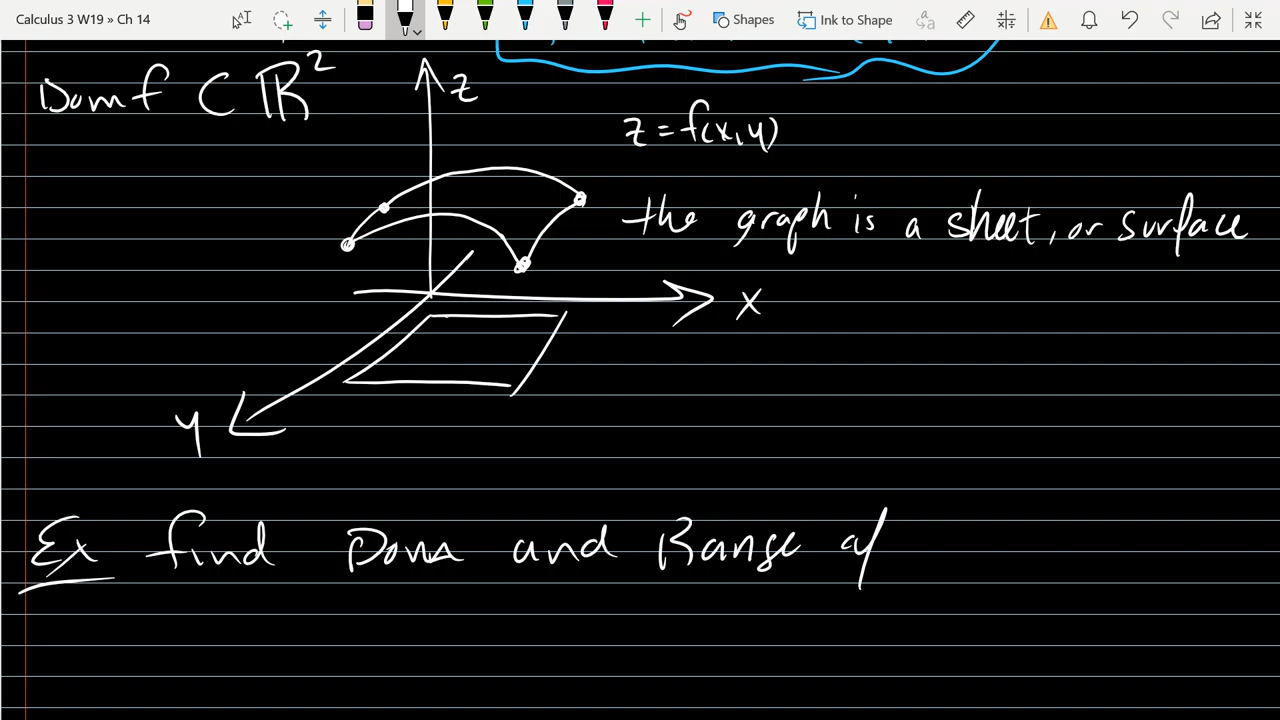 Calculus 3 W19 » Ch 14
Shapes
Ink to Shape
Dom f ⊂ ℝ²
z
z = f(x,y)
the graph is a sheet, or surface
x
y
Ex find Dom and Range of